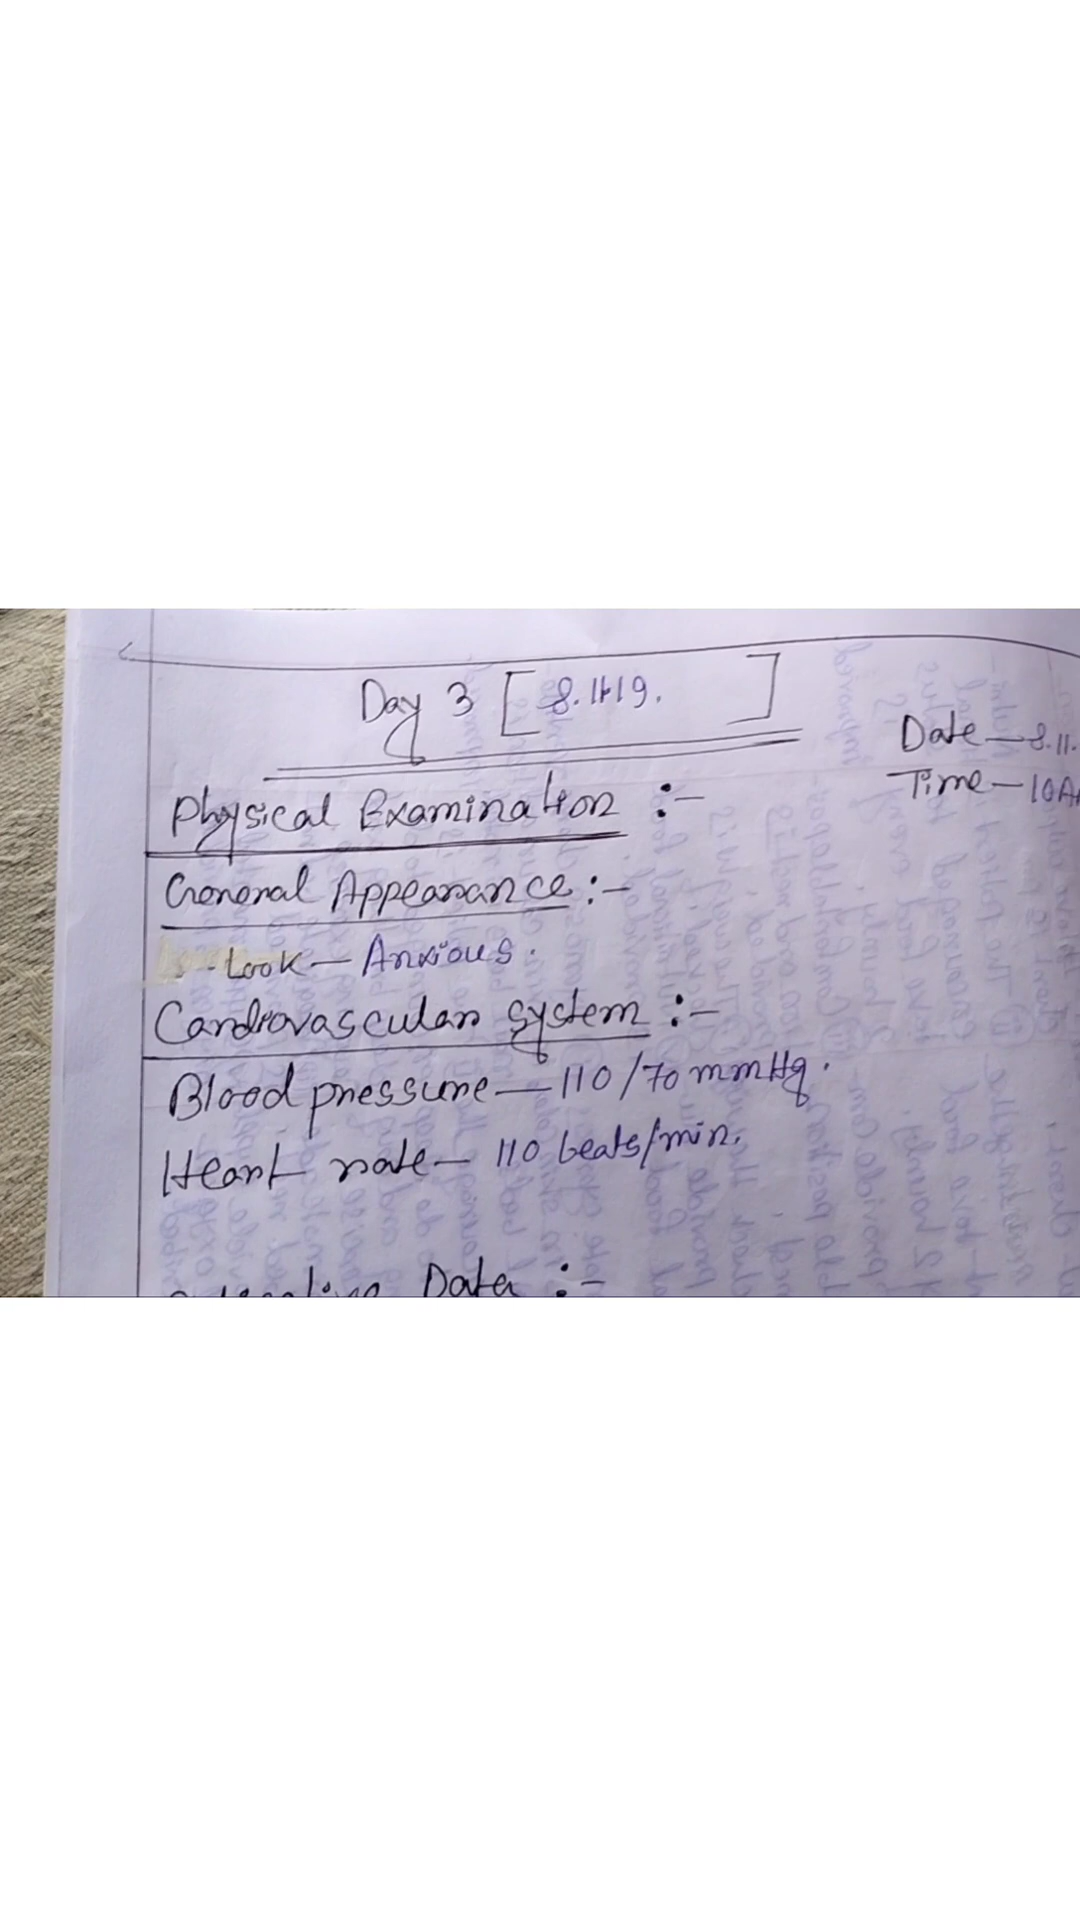 Day 3 [ 8.11.19. ]
Date — 8.11.
Time — 10A
Physical Examination :-
General Appearance :-
Look — Anxious.
Cardiovascular system :-
Blood pressure — 110/70 mmHg.
Heart rate — 110 beats/min.
Data :-